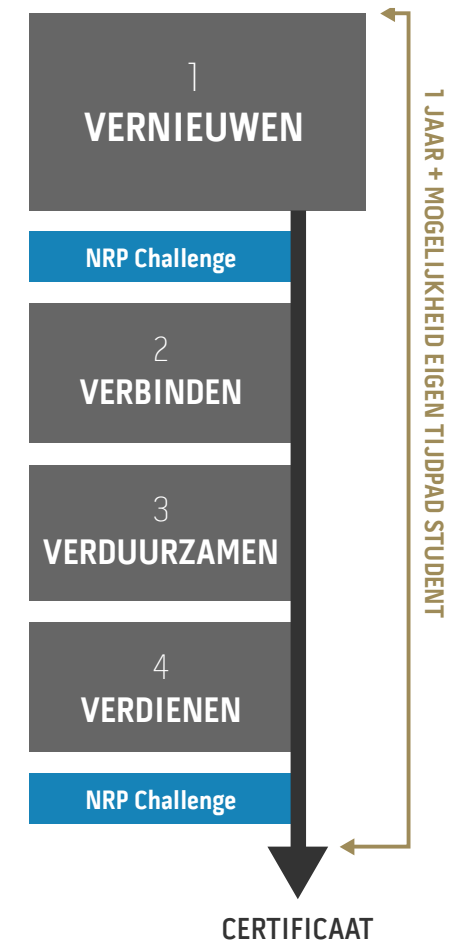 1
VERNIEUWEN
NRP Challenge
2
VERBINDEN
3
VERDUURZAMEN
4
VERDIENEN
NRP Challenge
CERTIFICAAT
1 JAAR + MOGELIJKHEID EIGEN TIJDPAD STUDENT